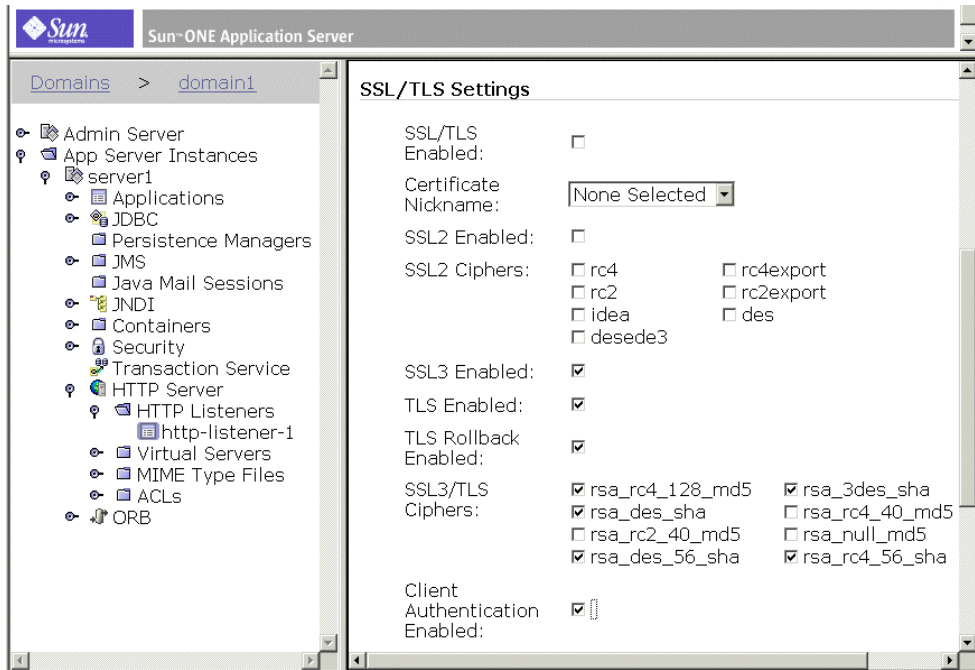 Sun
microsystems
Sun™ ONE Application Server
Domains > domain1
Admin Server
App Server Instances
server1
Applications
JDBC
Persistence Managers
JMS
Java Mail Sessions
JNDI
Containers
Security
Transaction Service
HTTP Server
HTTP Listeners
http-listener-1
Virtual Servers
MIME Type Files
ACLs
ORB
SSL/TLS Settings
SSL/TLS
Enabled:
Certificate
Nickname:
None Selected
SSL2 Enabled:
SSL2 Ciphers:
rc4
rc4export
rc2
rc2export
idea
des
desede3
SSL3 Enabled:
TLS Enabled:
TLS Rollback
Enabled:
SSL3/TLS
Ciphers:
rsa_rc4_128_md5
rsa_3des_sha
rsa_des_sha
rsa_rc4_40_md5
rsa_rc2_40_md5
rsa_null_md5
rsa_des_56_sha
rsa_rc4_56_sha
Client
Authentication
Enabled: